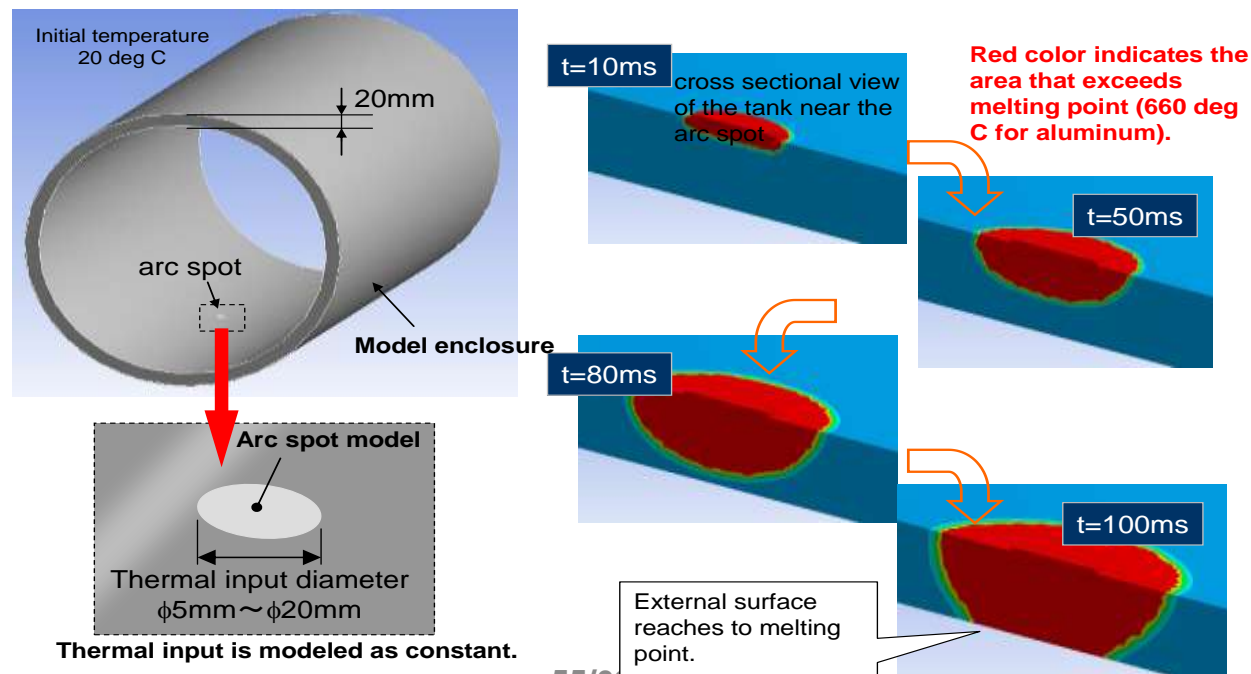 Initial temperature
20 deg C
20mm
arc spot
Model enclosure
Arc spot model
Thermal input diameter
ϕ5mm～ϕ20mm
Thermal input is modeled as constant.
t=10ms
cross sectional view
of the tank near the
arc spot
Red color indicates the
area that exceeds
melting point (660 deg
C for aluminum).
t=50ms
t=80ms
t=100ms
External surface
reaches to melting
point.